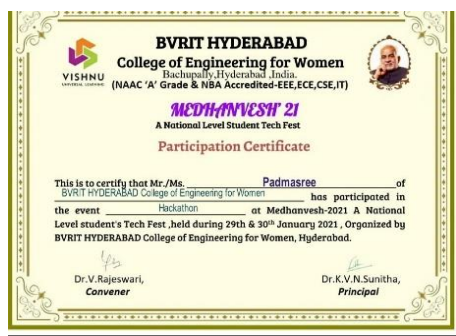 BVRIT HYDERABAD
College of Engineering for Women
Bachupally,Hyderabad ,India.
(NAAC ‘A’ Grade & NBA Accredited-EEE,ECE,CSE,IT)
VISHNU
UNIVERSAL LEARNING
MEDHANVESH' 21
A National Level Student Tech Fest
Participation Certificate
This is to certify that Mr./Ms. Padmasree of
BVRIT HYDERABAD College of Engineering for Women has participated in
the event Hackathon at Medhanvesh-2021 A National
Level student's Tech Fest ,held during 29th & 30th January 2021 , Organized by
BVRIT HYDERABAD College of Engineering for Women, Hyderabad.
Dr.V.Rajeswari,
Convener
Dr.K.V.N.Sunitha,
Principal